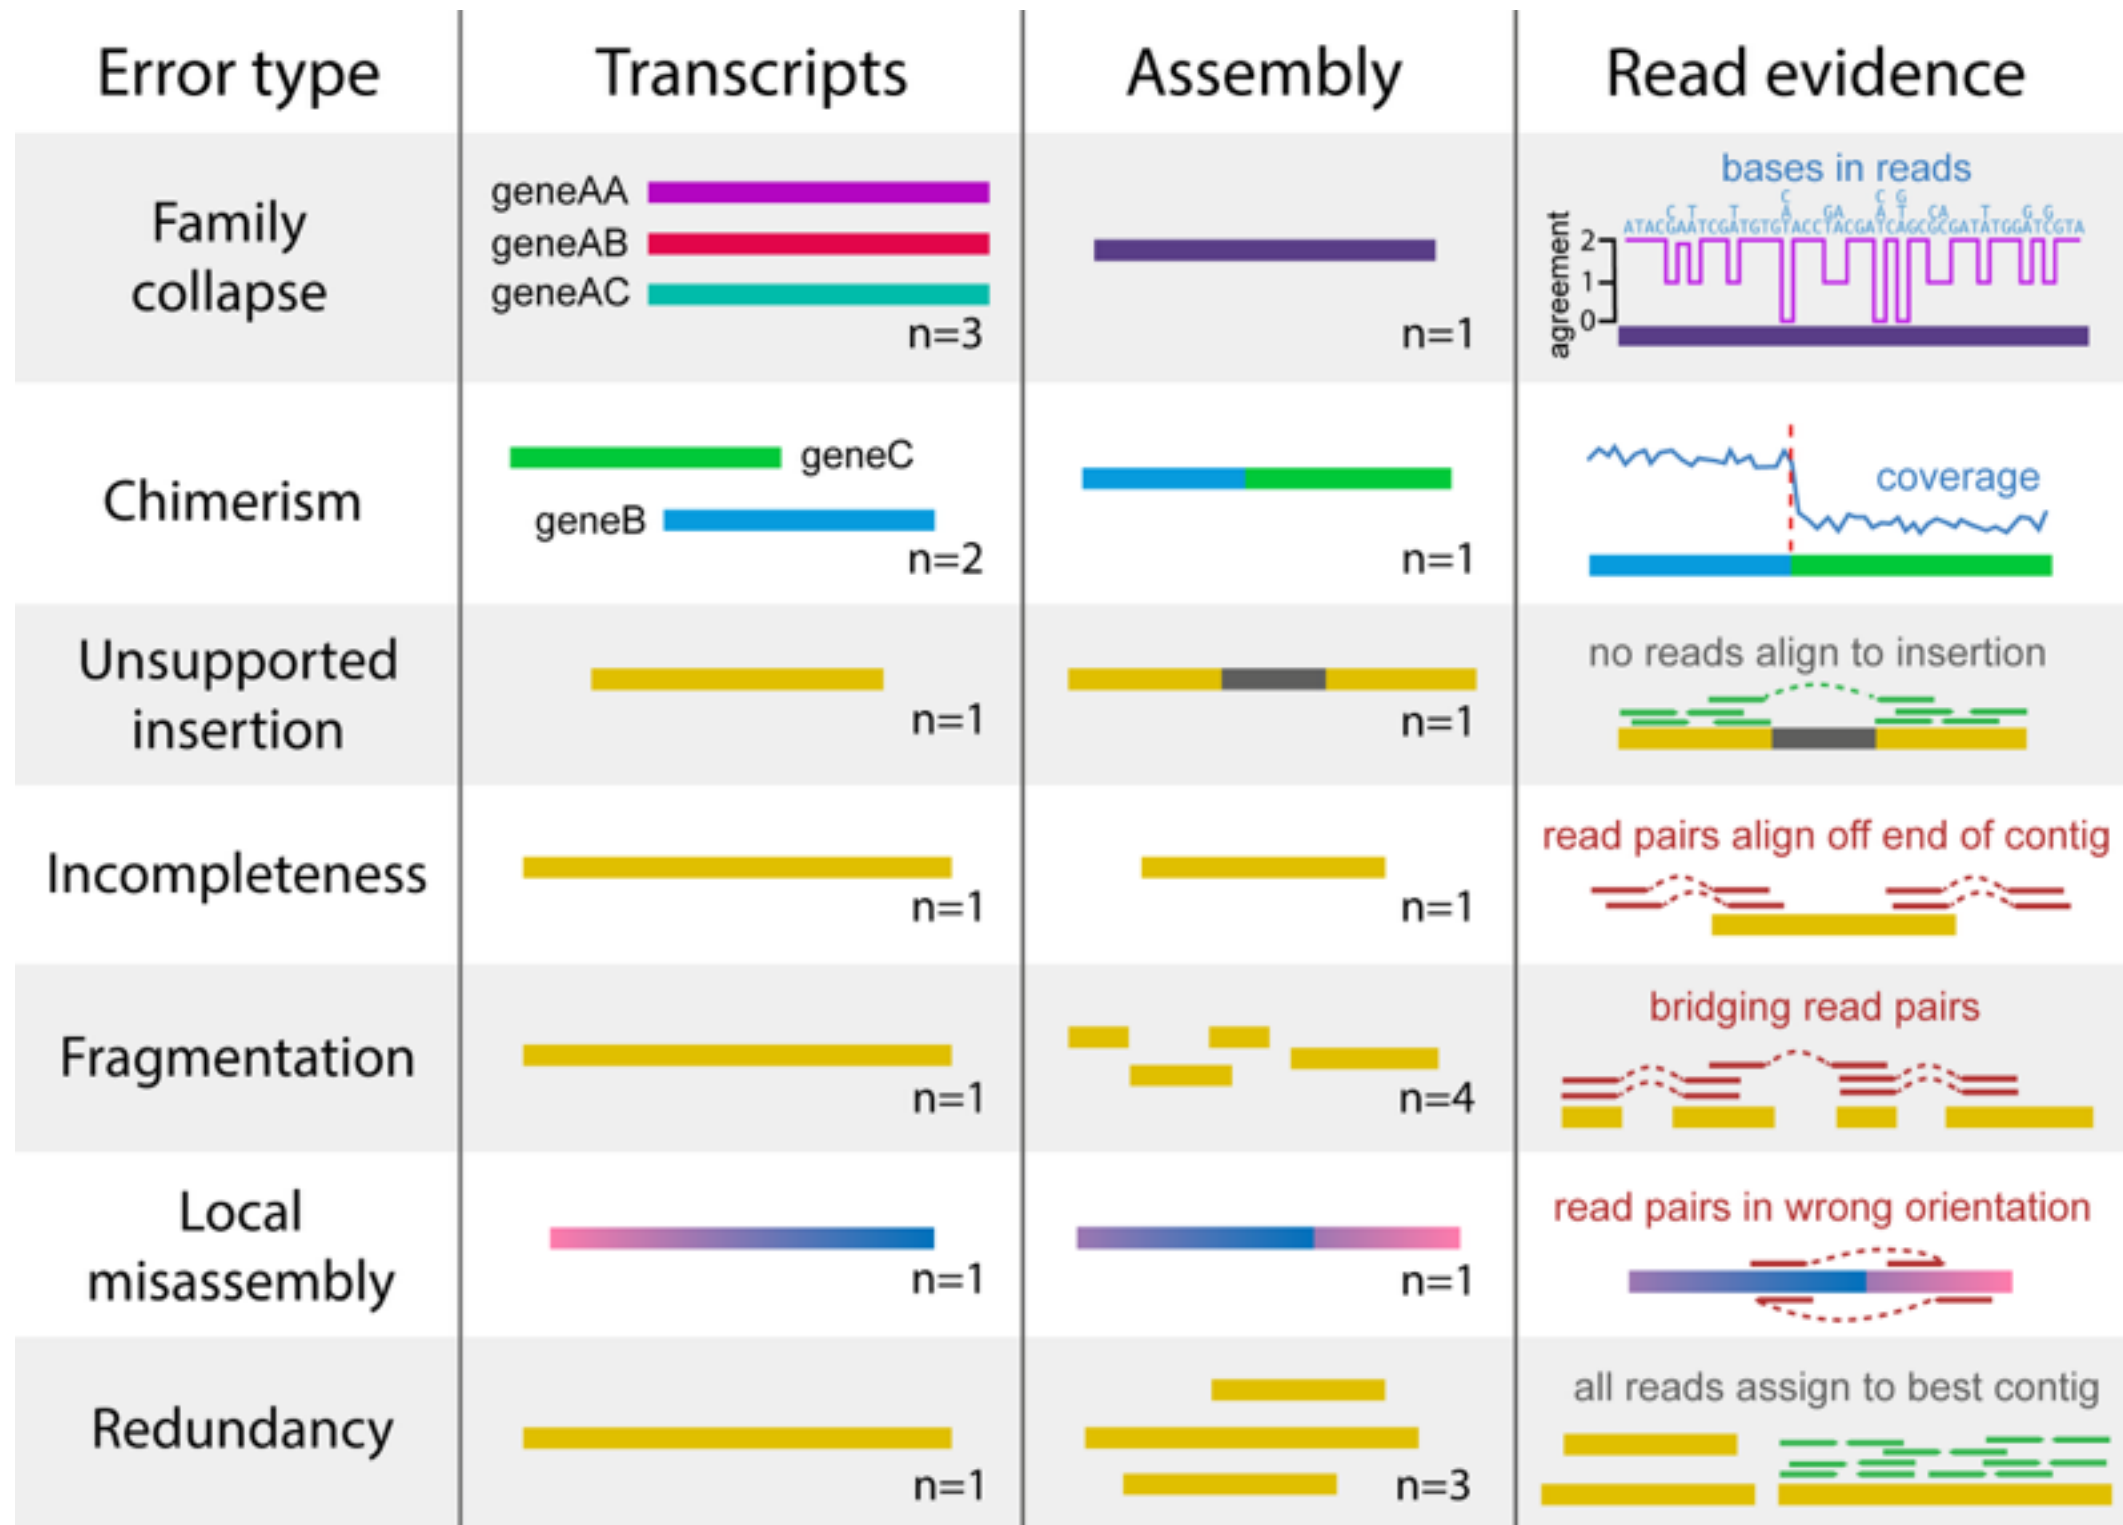 Error type
Transcripts
Assembly
Read evidence
Family
collapse
geneAA
geneAB
geneAC
n=3
n=1
bases in reads
agreement
2
1
0
Chimerism
geneC
geneB
n=2
n=1
coverage
Unsupported
insertion
n=1
n=1
no reads align to insertion
Incompleteness
n=1
n=1
read pairs align off end of contig
Fragmentation
n=1
n=4
bridging read pairs
Local
misassembly
n=1
n=1
read pairs in wrong orientation
Redundancy
n=1
n=3
all reads assign to best contig